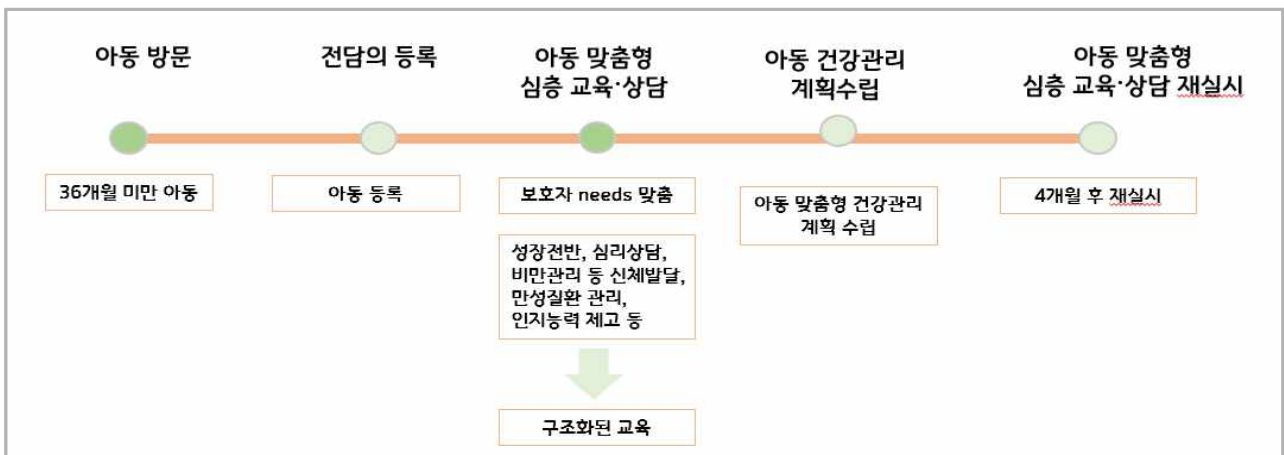 아동 방문
전담의 등록
아동 맞춤형
심층 교육·상담
아동 건강관리
계획수립
아동 맞춤형
심층 교육·상담 재실시
36개월 미만 아동
아동 등록
보호자 needs 맞춤
아동 맞춤형 건강관리
계획 수립
4개월 후 재실시
성장전반, 심리상담,
비만관리 등 신체발달,
만성질환 관리,
인지능력 제고 등
구조화된 교육